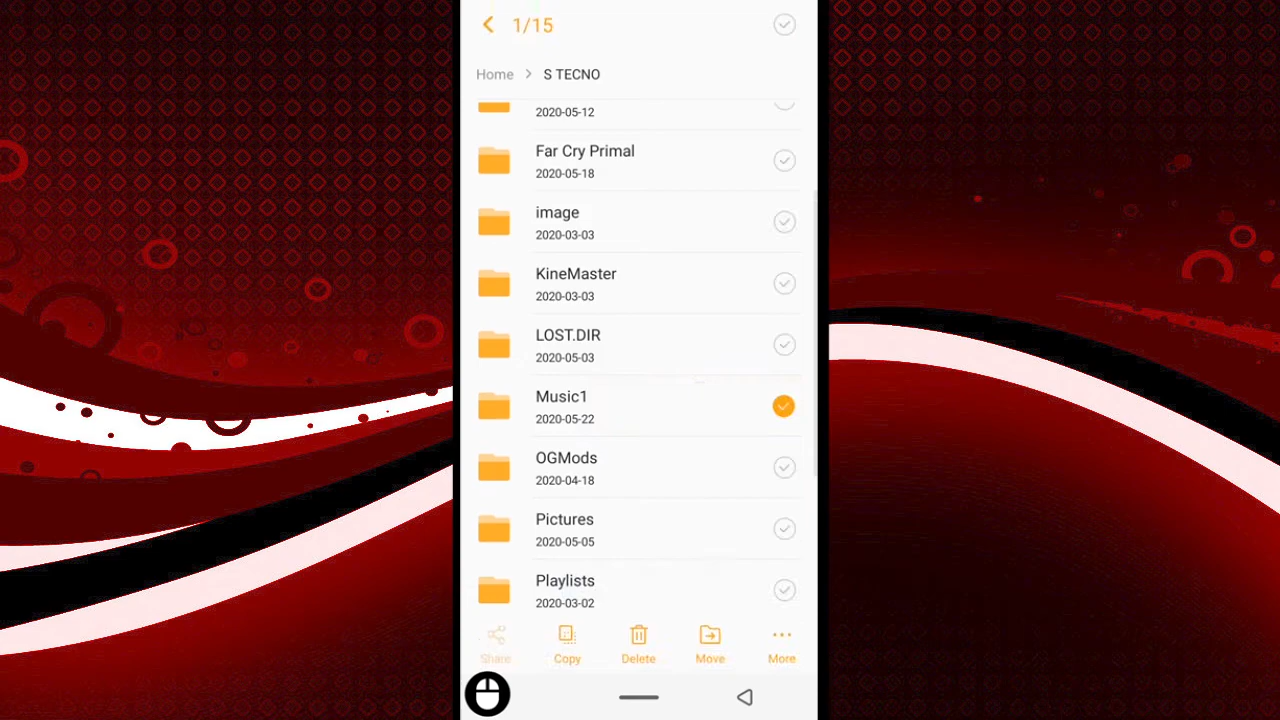 1/15
Home > S TECNO
2020-05-12
Far Cry Primal
2020-05-18
image
2020-03-03
KineMaster
2020-03-03
LOST.DIR
2020-05-03
Music1
2020-05-22
OGMods
2020-04-18
Pictures
2020-05-05
Playlists
2020-03-02
Share Copy Delete Move More